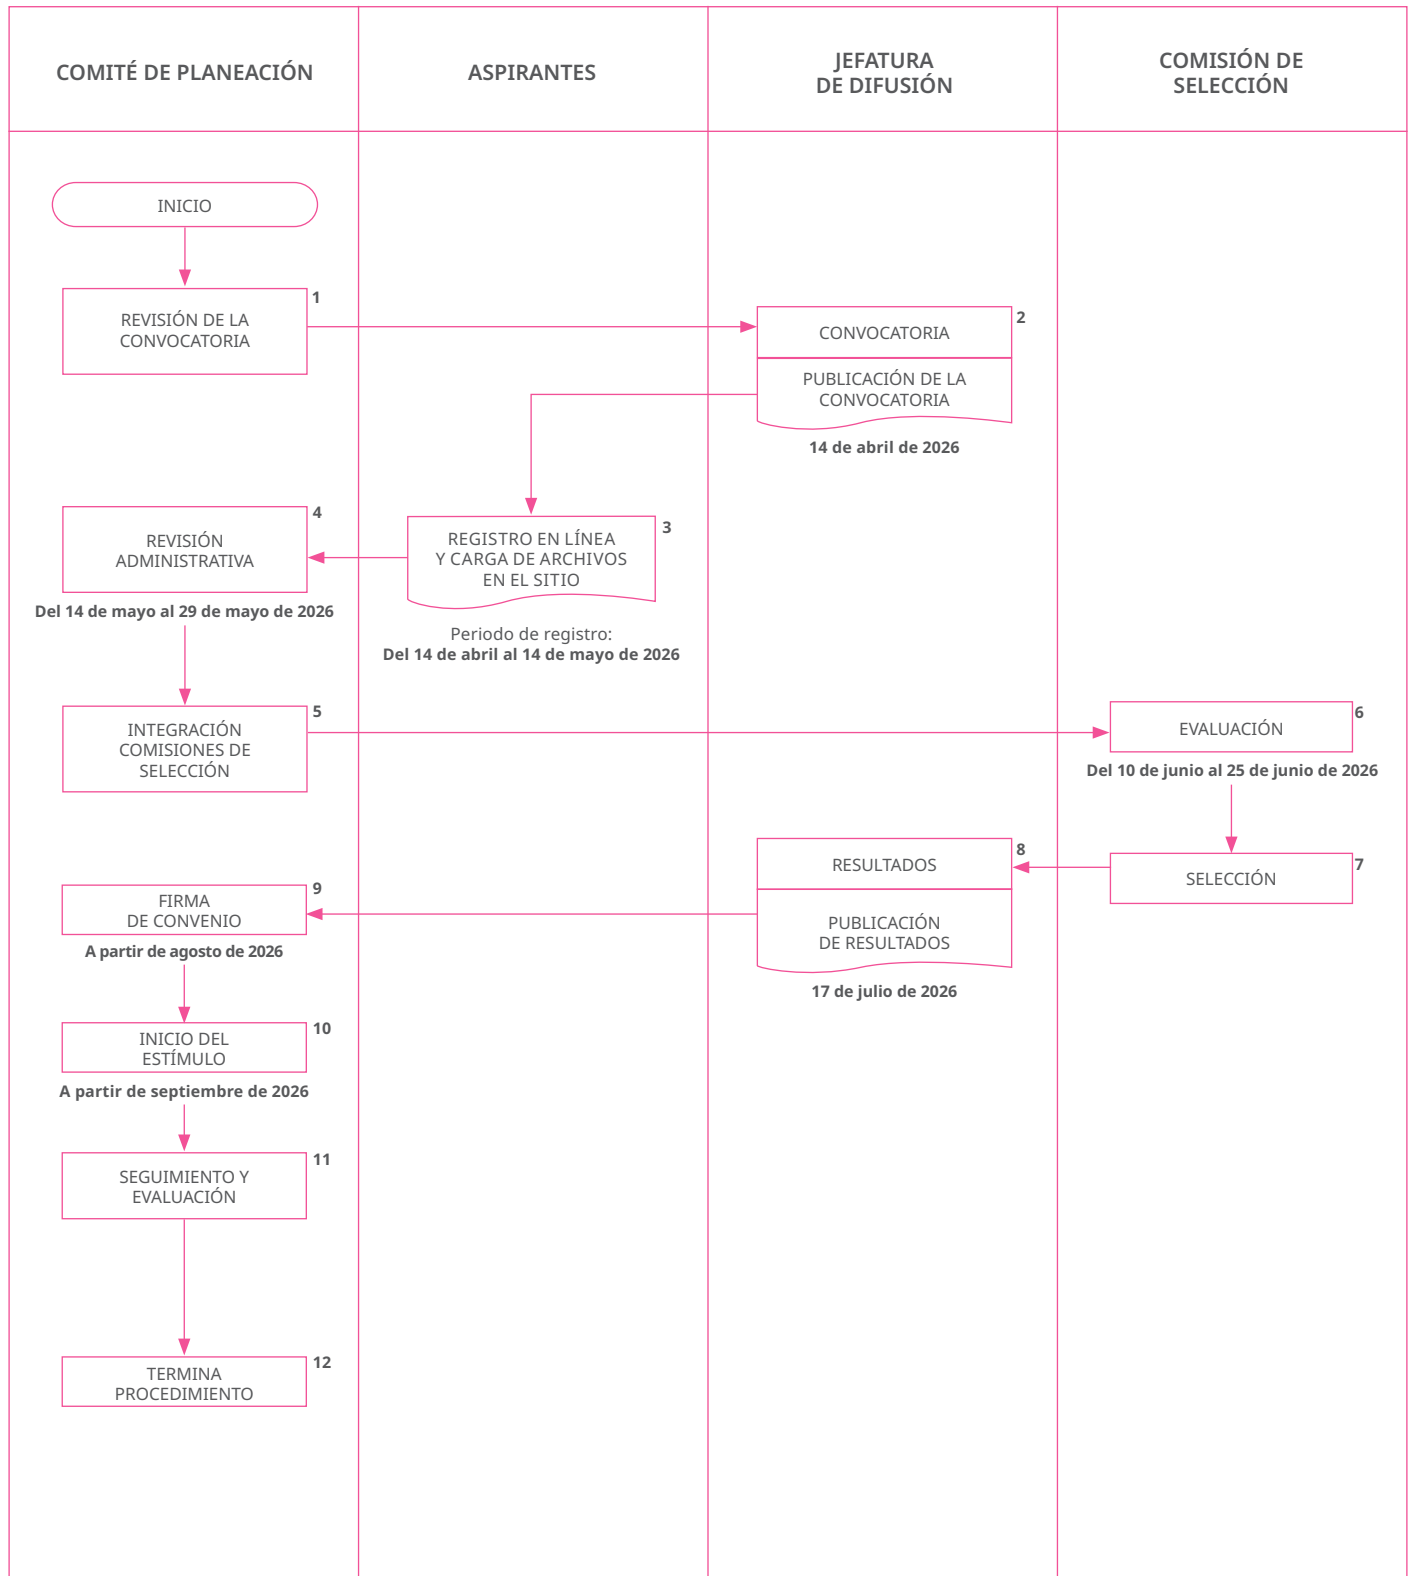 COMITÉ DE PLANEACIÓN
ASPIRANTES
JEFATURA
DE DIFUSIÓN
COMISIÓN DE
SELECCIÓN
INICIO
1
REVISIÓN DE LA
CONVOCATORIA
2
CONVOCATORIA
PUBLICACIÓN DE LA
CONVOCATORIA
14 de abril de 2026
3
REGISTRO EN LÍNEA
Y CARGA DE ARCHIVOS
EN EL SITIO
Periodo de registro:
Del 14 de abril al 14 de mayo de 2026
4
REVISIÓN
ADMINISTRATIVA
Del 14 de mayo al 29 de mayo de 2026
5
INTEGRACIÓN
COMISIONES DE
SELECCIÓN
6
EVALUACIÓN
Del 10 de junio al 25 de junio de 2026
7
SELECCIÓN
8
RESULTADOS
PUBLICACIÓN
DE RESULTADOS
17 de julio de 2026
9
FIRMA
DE CONVENIO
A partir de agosto de 2026
10
INICIO DEL
ESTÍMULO
A partir de septiembre de 2026
11
SEGUIMIENTO Y
EVALUACIÓN
12
TERMINA
PROCEDIMIENTO